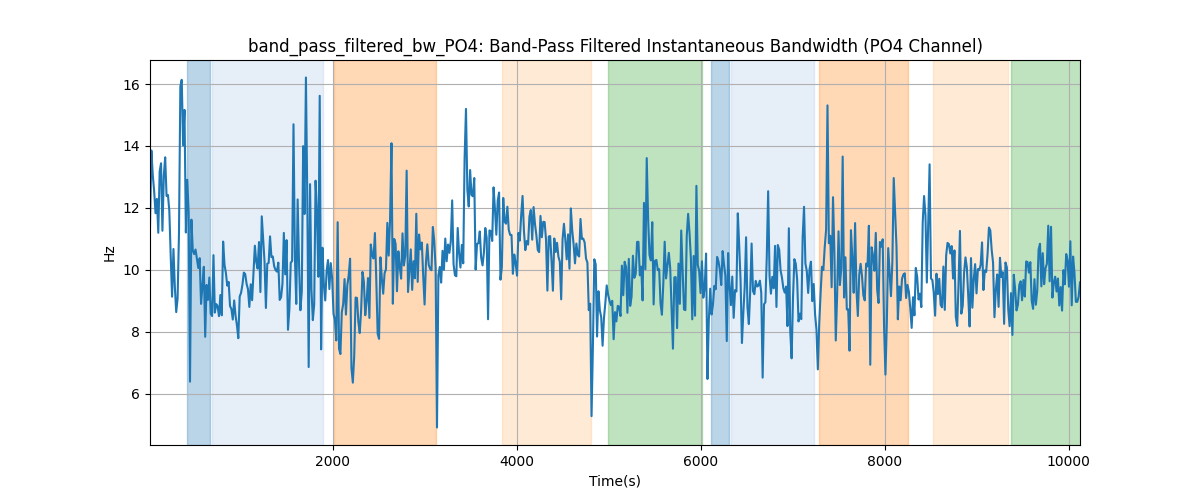 band_pass_filtered_bw_PO4: Band-Pass Filtered Instantaneous Bandwidth (PO4 Channel)
16
14
12
10
8
6
Hz
2000 4000 6000 8000 10000
Time(s)